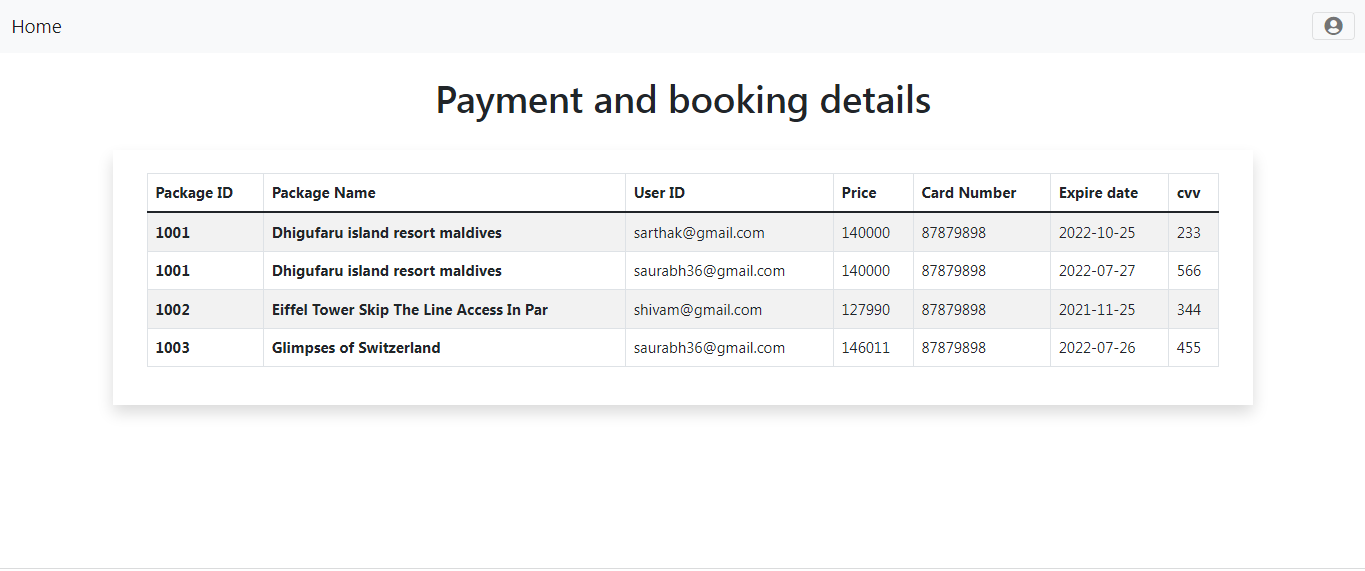 Home
Payment and booking details
Package ID Package Name User ID Price Card Number Expire date cvv
1001 Dhigufaru island resort maldives sarthak@gmail.com 140000 87879898 2022-10-25 233
1001 Dhigufaru island resort maldives saurabh36@gmail.com 140000 87879898 2022-07-27 566
1002 Eiffel Tower Skip The Line Access In Par shivam@gmail.com 127990 87879898 2021-11-25 344
1003 Glimpses of Switzerland saurabh36@gmail.com 146011 87879898 2022-07-26 455